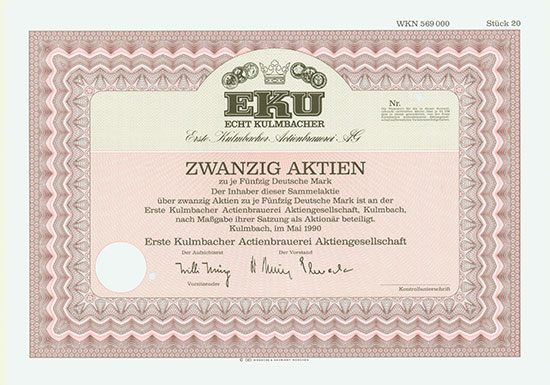 WKN 569 000 Stück 20
EKU
ECHT KULMBACHER
Erste Kulmbacher Actienbrauerei AG
Nr.
ZWANZIG AKTIEN
zu je Fünfzig Deutsche Mark
Der Inhaber dieser Sammelaktie
über zwanzig Aktien zu je Fünfzig Deutsche Mark ist an der
Erste Kulmbacher Actienbrauerei Aktiengesellschaft, Kulmbach,
nach Maßgabe ihrer Satzung als Aktionär beteiligt.
Kulmbach, im Mai 1990
Erste Kulmbacher Actienbrauerei Aktiengesellschaft
Der Aufsichtsrat Der Vorstand
Vorsitzender
Kontrollunterschrift